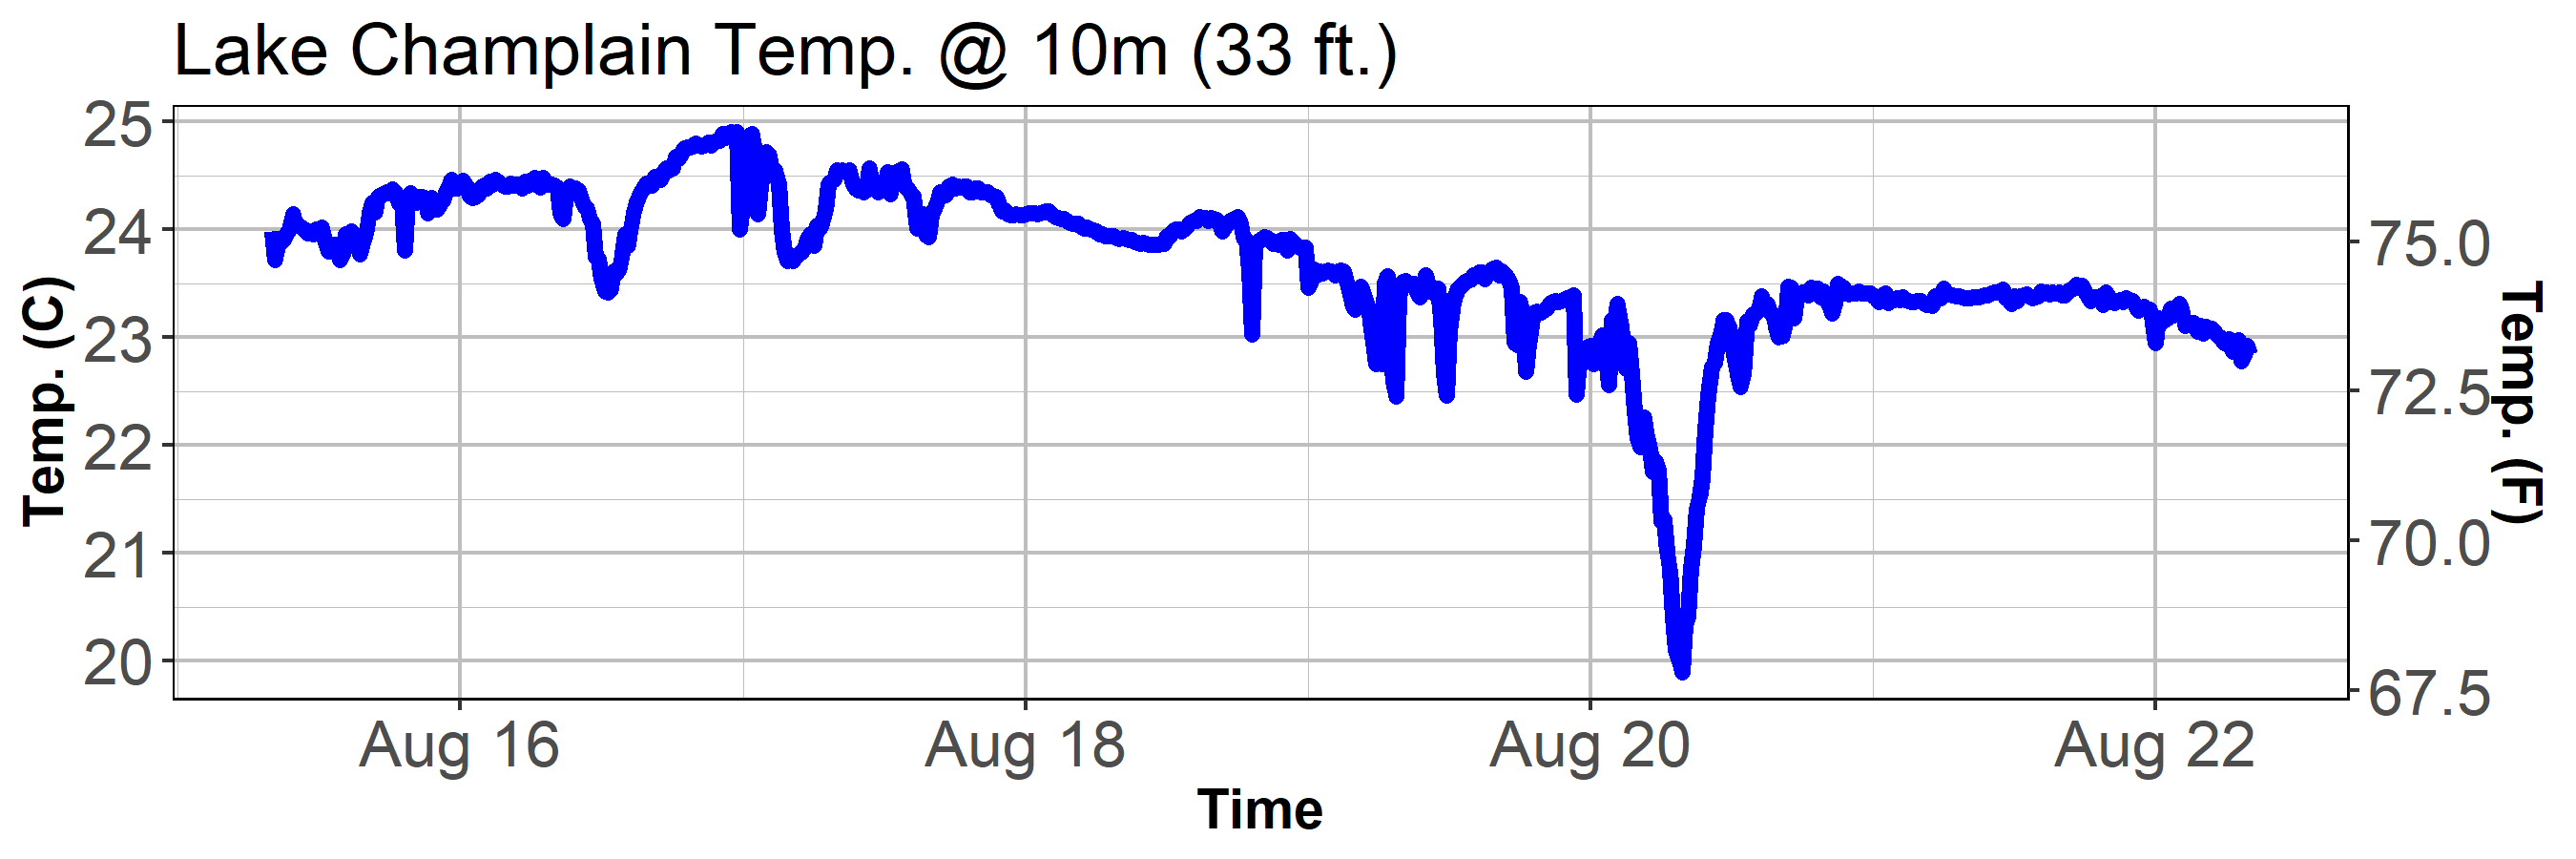 Lake Champlain Temp. @ 10m (33 ft.)
Temp. (C)
25
24
23
22
21
20
75.0
72.5
70.0
67.5
Temp. (F)
Aug 16
Aug 18
Aug 20
Aug 22
Time